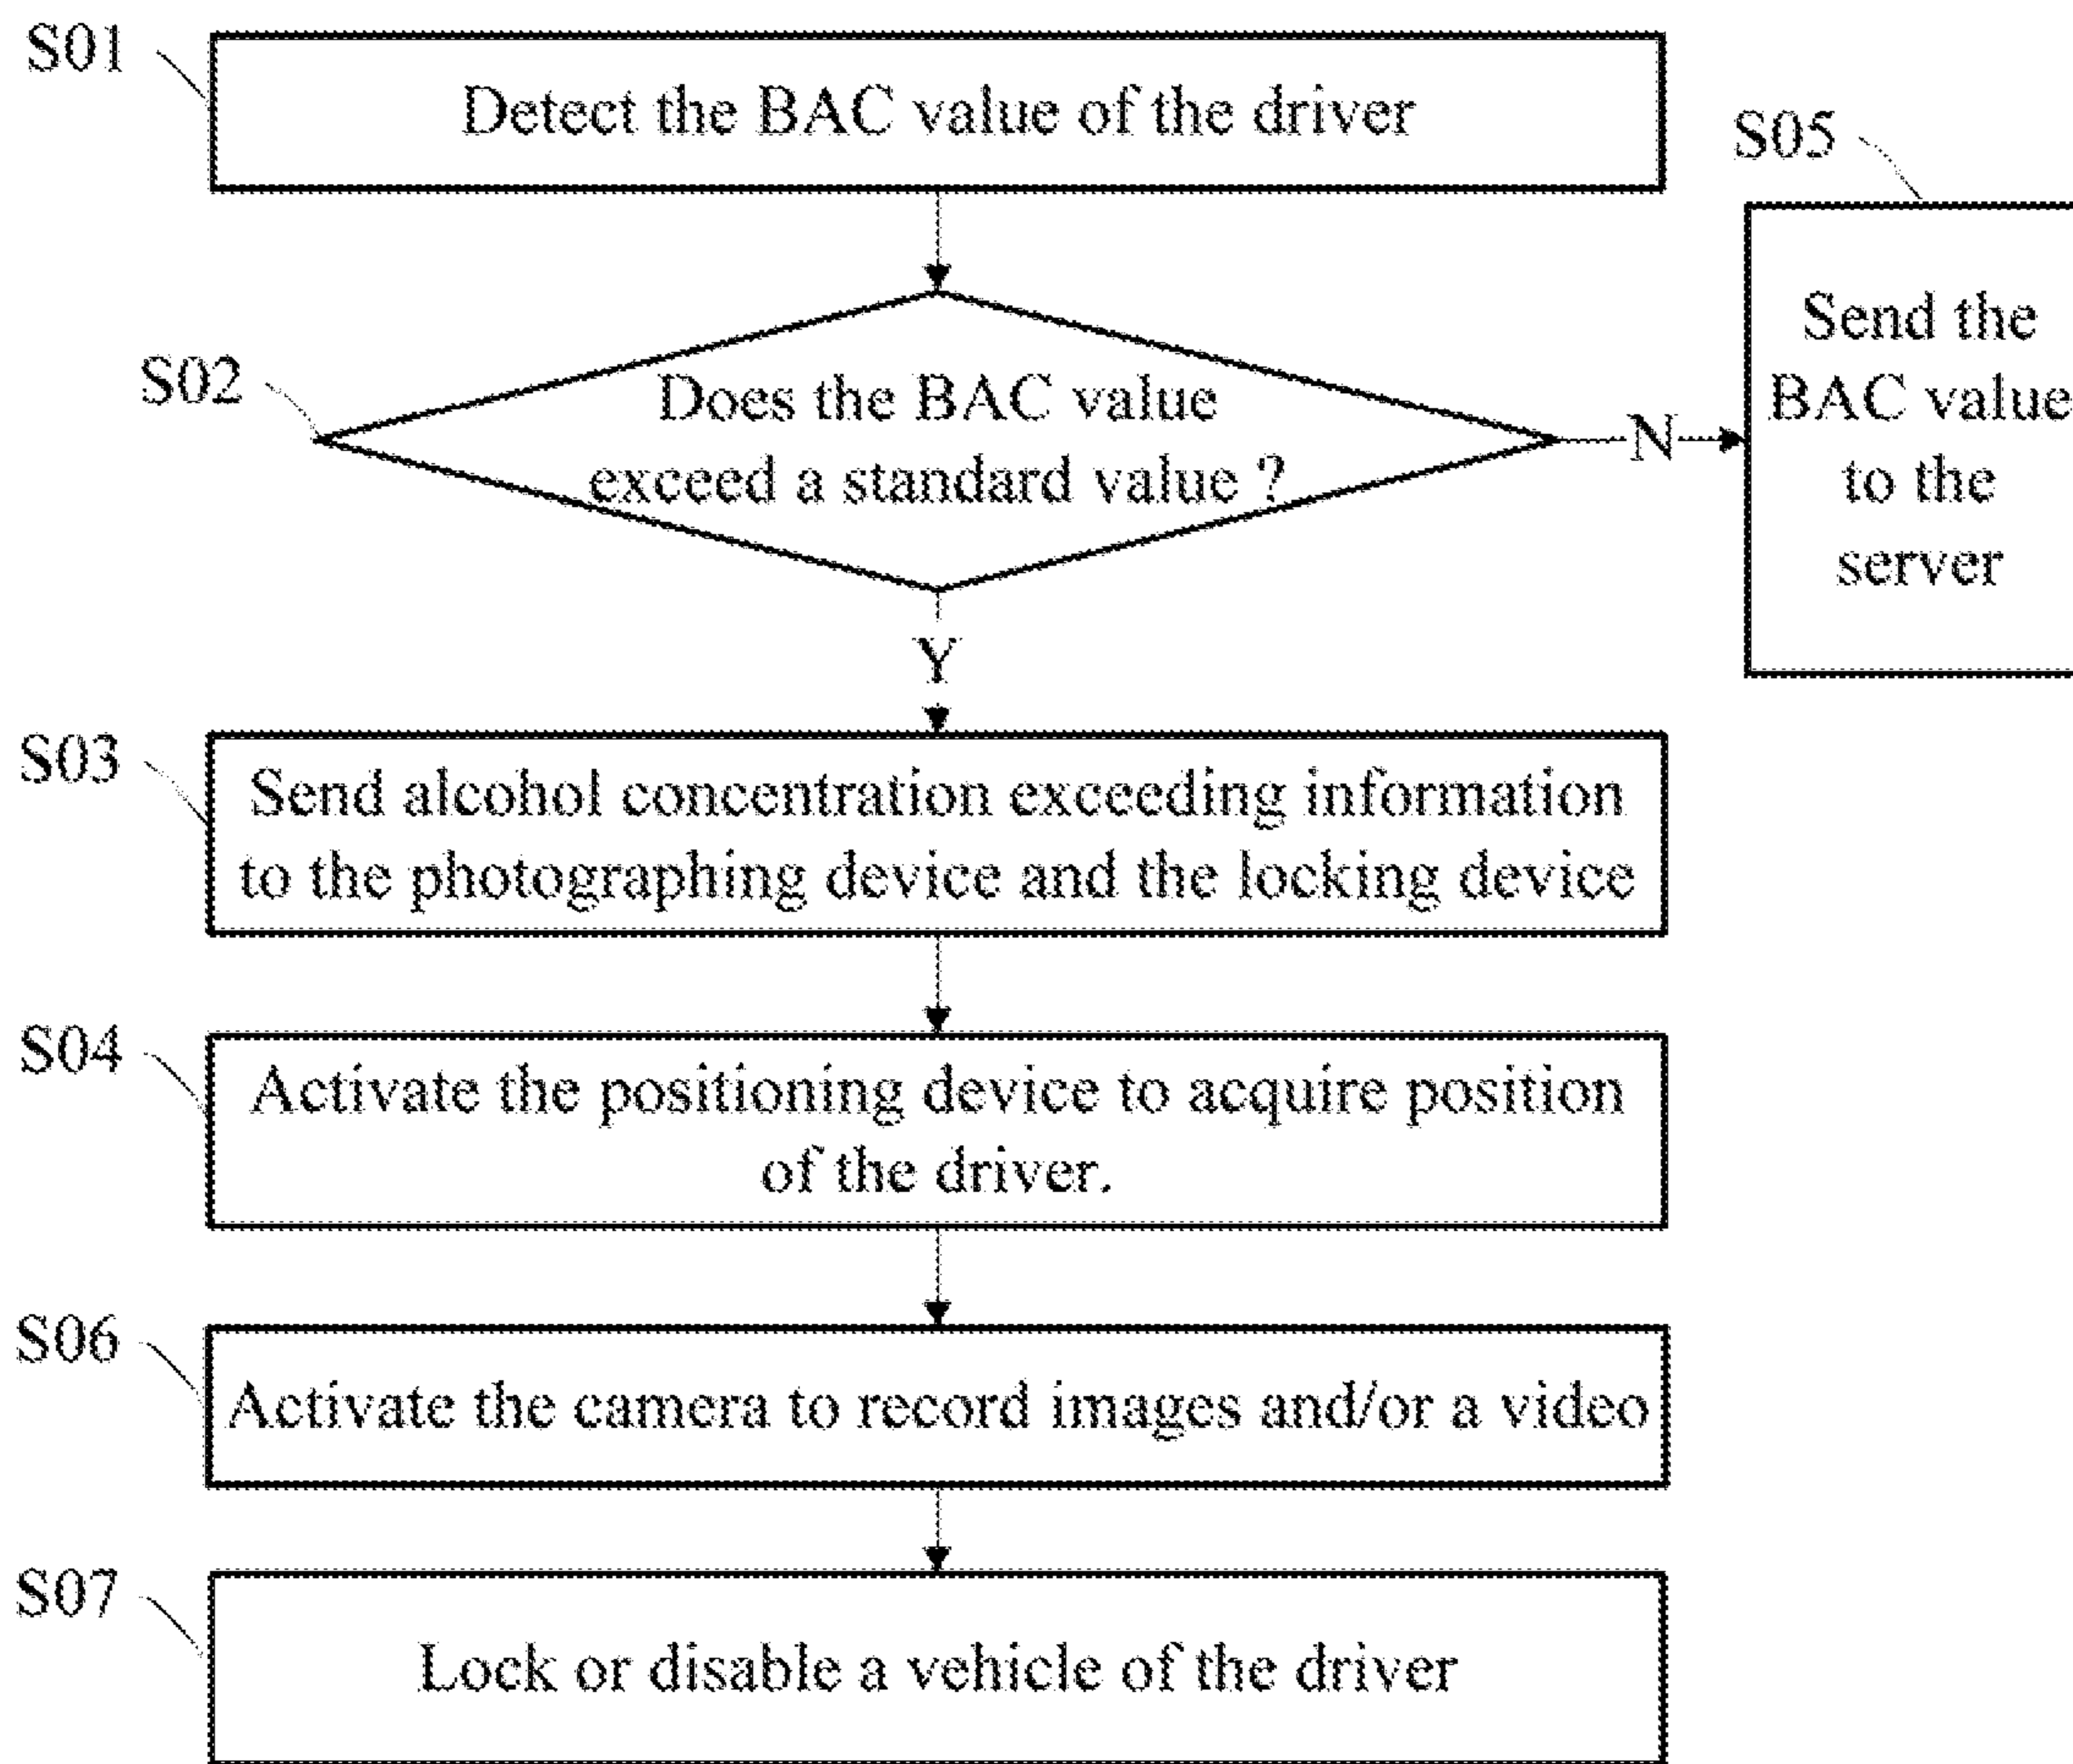 S01
Detect the BAC value of the driver
S02
Does the BAC value
exceed a standard value ?
N
S05
Send the
BAC value
to the
server
Y
S03
Send alcohol concentration exceeding information
to the photographing device and the locking device
S04
Activate the positioning device to acquire position
of the driver.
S06
Activate the camera to record images and/or a video
S07
Lock or disable a vehicle of the driver